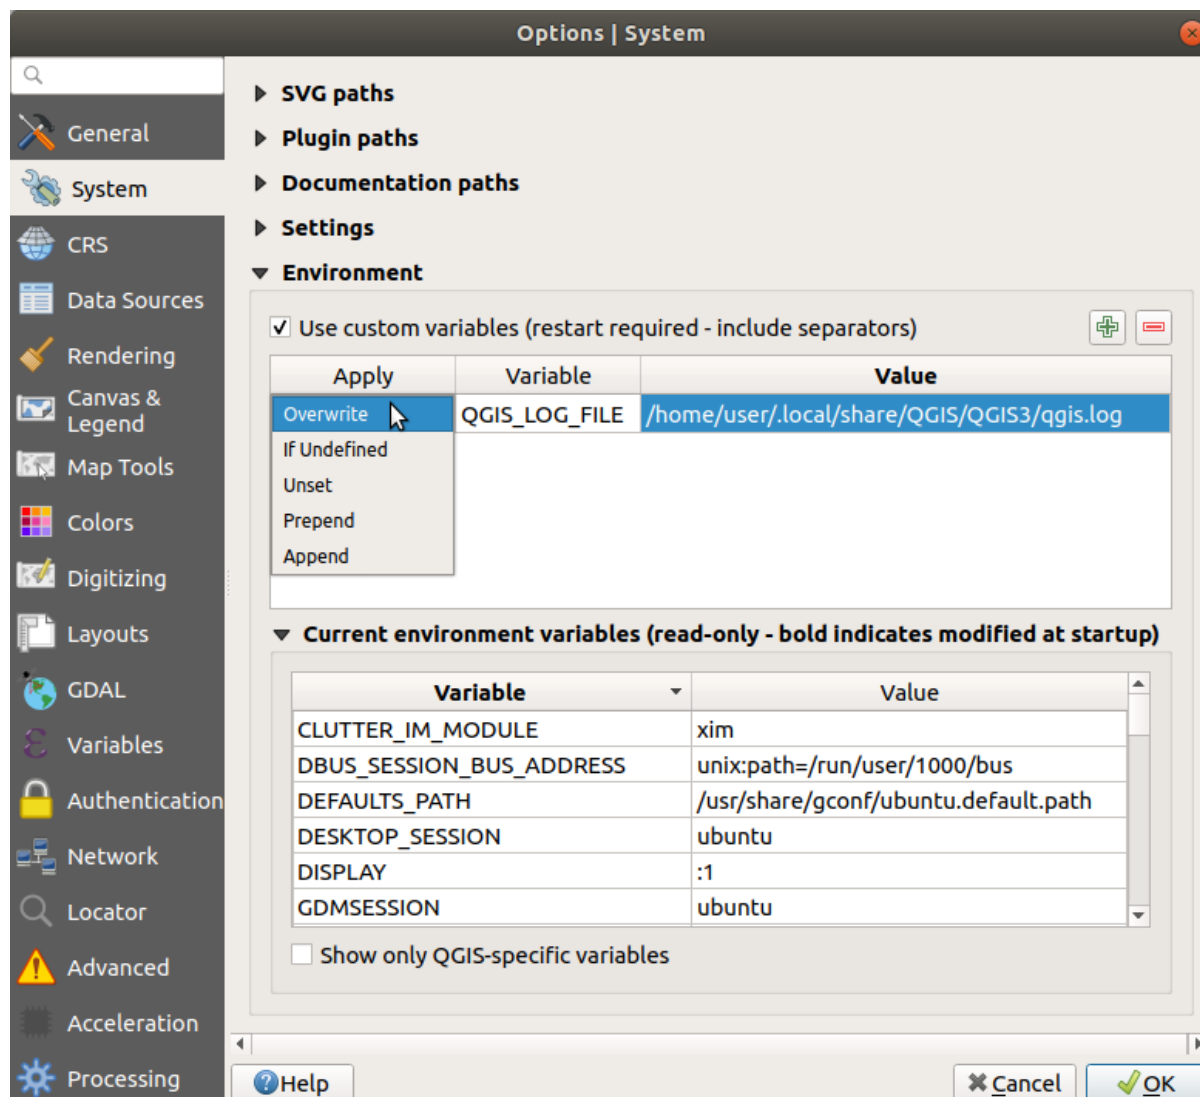 Options | System
General
System
CRS
Data Sources
Rendering
Canvas &
Legend
Map Tools
Colors
Digitizing
Layouts
GDAL
Variables
Authentication
Network
Locator
Advanced
Acceleration
Processing
SVG paths
Plugin paths
Documentation paths
Settings
Environment
Use custom variables (restart required - include separators)
Apply Variable Value
Overwrite QGIS_LOG_FILE /home/user/.local/share/QGIS/QGIS3/qgis.log
If Undefined
Unset
Prepend
Append
Current environment variables (read-only - bold indicates modified at startup)
Variable Value
CLUTTER_IM_MODULE xim
DBUS_SESSION_BUS_ADDRESS unix:path=/run/user/1000/bus
DEFAULTS_PATH /usr/share/gconf/ubuntu.default.path
DESKTOP_SESSION ubuntu
DISPLAY :1
GDMSESSION ubuntu
Show only QGIS-specific variables
Help Cancel OK